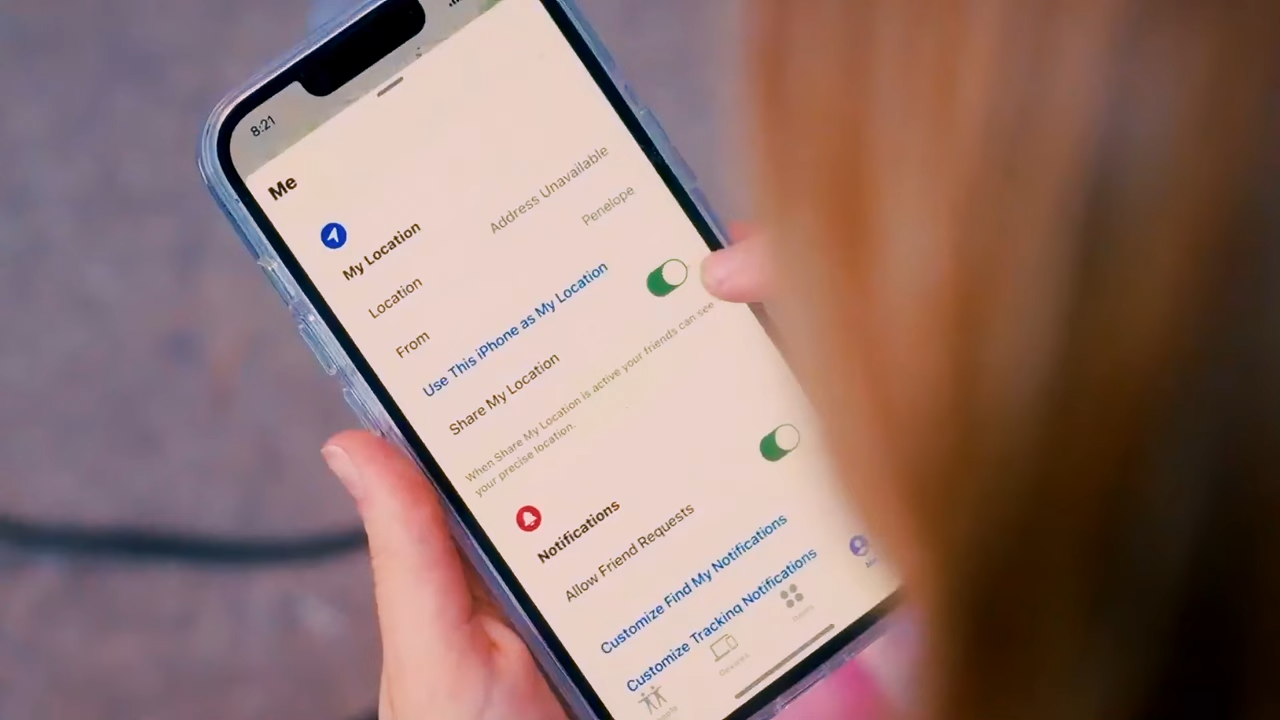 8:21
Me
My Location
Location Address Unavailable
From Penelope
Use This iPhone as My Location
Share My Location
When Share My Location is active your friends can see
your precise location.
Notifications
Allow Friend Requests
Customize Find My Notifications
Customize Tracking Notifications
People Devices Items Me